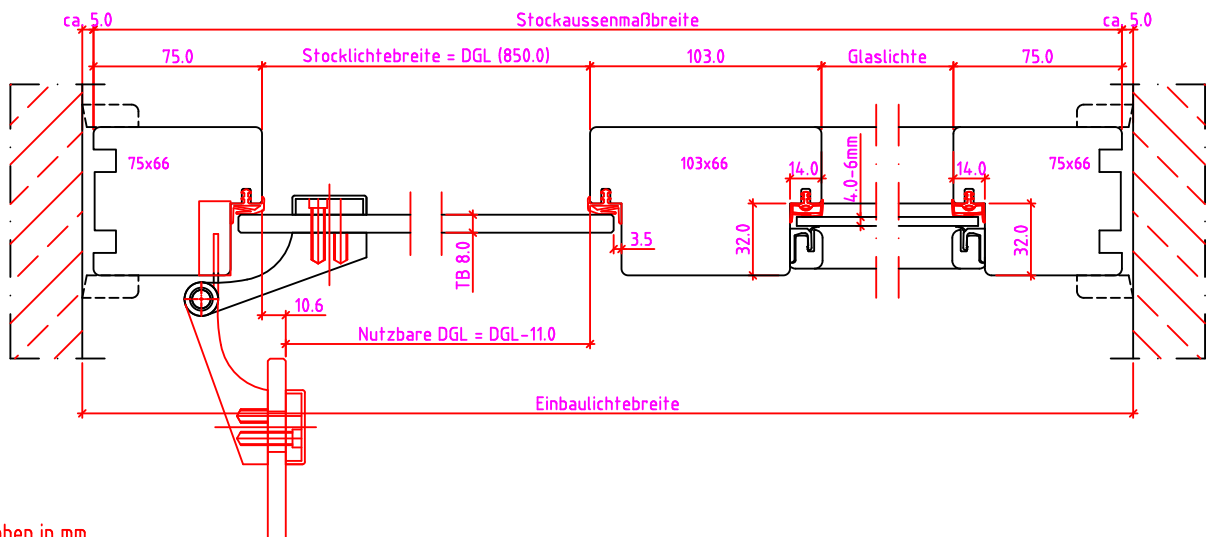 ca. 5.0 Stockaussenmaßbreite ca. 5.0
75.0 Stocklichtebreite = DGL (850.0) 103.0 Glaslichte 75.0
75x66 103x66 14.0 4.0-6mm 14.0 75x66
32.0 3.5 TB 8.0 32.0
10.6
Nutzbare DGL = DGL-11.0
Einbaulichtebreite
in mm